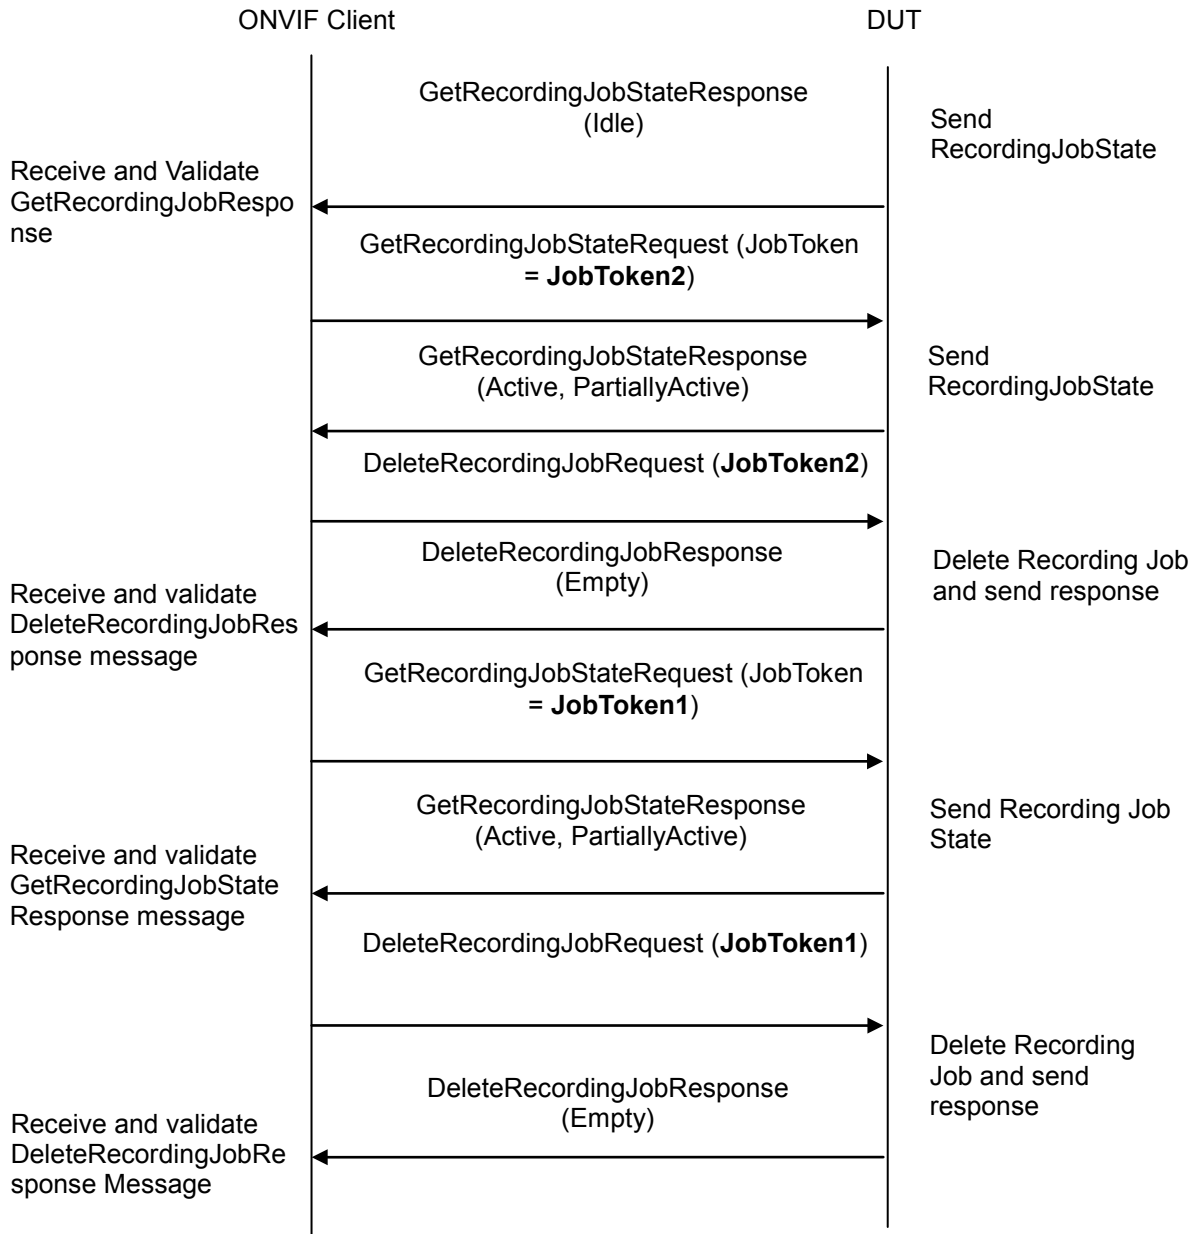 ONVIF Client
DUT
GetRecordingJobStateResponse
(Idle)
Send
RecordingJobState
Receive and Validate
GetRecordingJobRespo
nse
GetRecordingJobStateRequest (JobToken
= JobToken2)
GetRecordingJobStateResponse
(Active, PartiallyActive)
Send
RecordingJobState
DeleteRecordingJobRequest (JobToken2)
DeleteRecordingJobResponse
(Empty)
Delete Recording Job
and send response
Receive and validate
DeleteRecordingJobRes
ponse message
GetRecordingJobStateRequest (JobToken
= JobToken1)
GetRecordingJobStateResponse
(Active, PartiallyActive)
Send Recording Job
State
Receive and validate
GetRecordingJobState
Response message
DeleteRecordingJobRequest (JobToken1)
Delete Recording
Job and send
response
DeleteRecordingJobResponse
(Empty)
Receive and validate
DeleteRecordingJobRe
sponse Message